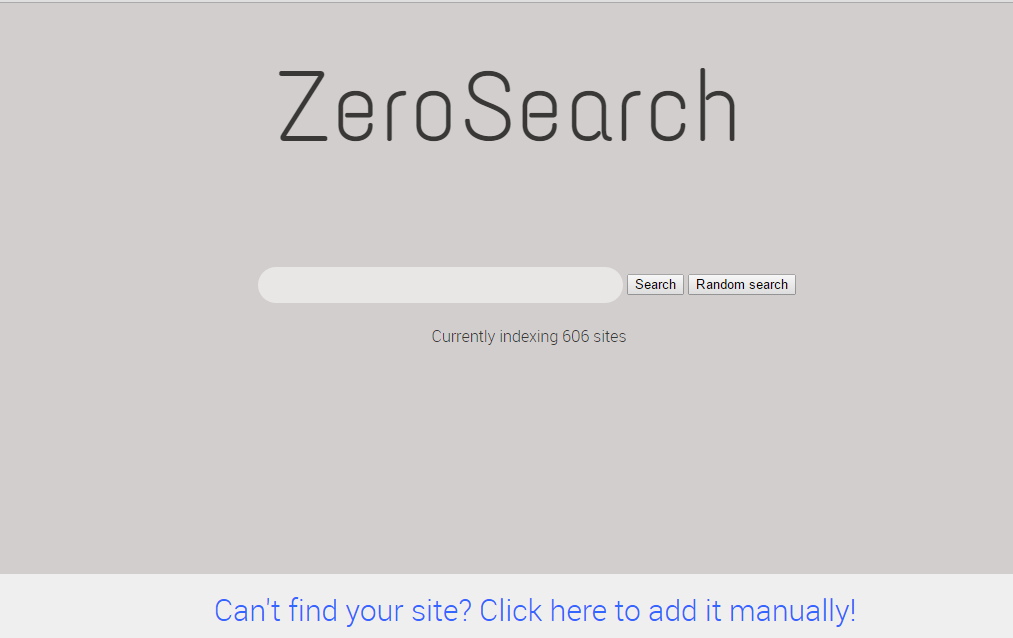 ZeroSearch
Search Random search
Currently indexing 606 sites
Can't find your site? Click here to add it manually!